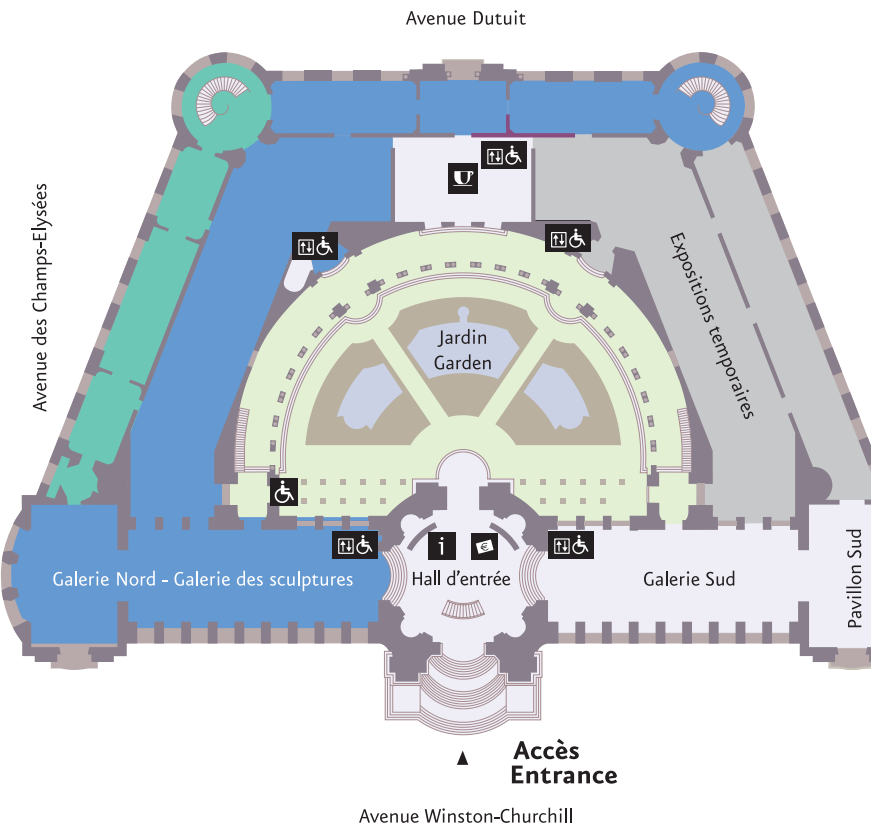 Avenue Dutuit
Avenue des Champs-Elysées
Expositions temporaires
Jardin
Garden
i
€
Galerie Nord - Galerie des sculptures
Hall d'entrée
Galerie Sud
Pavillon Sud
Accès
Entrance
Avenue Winston-Churchill